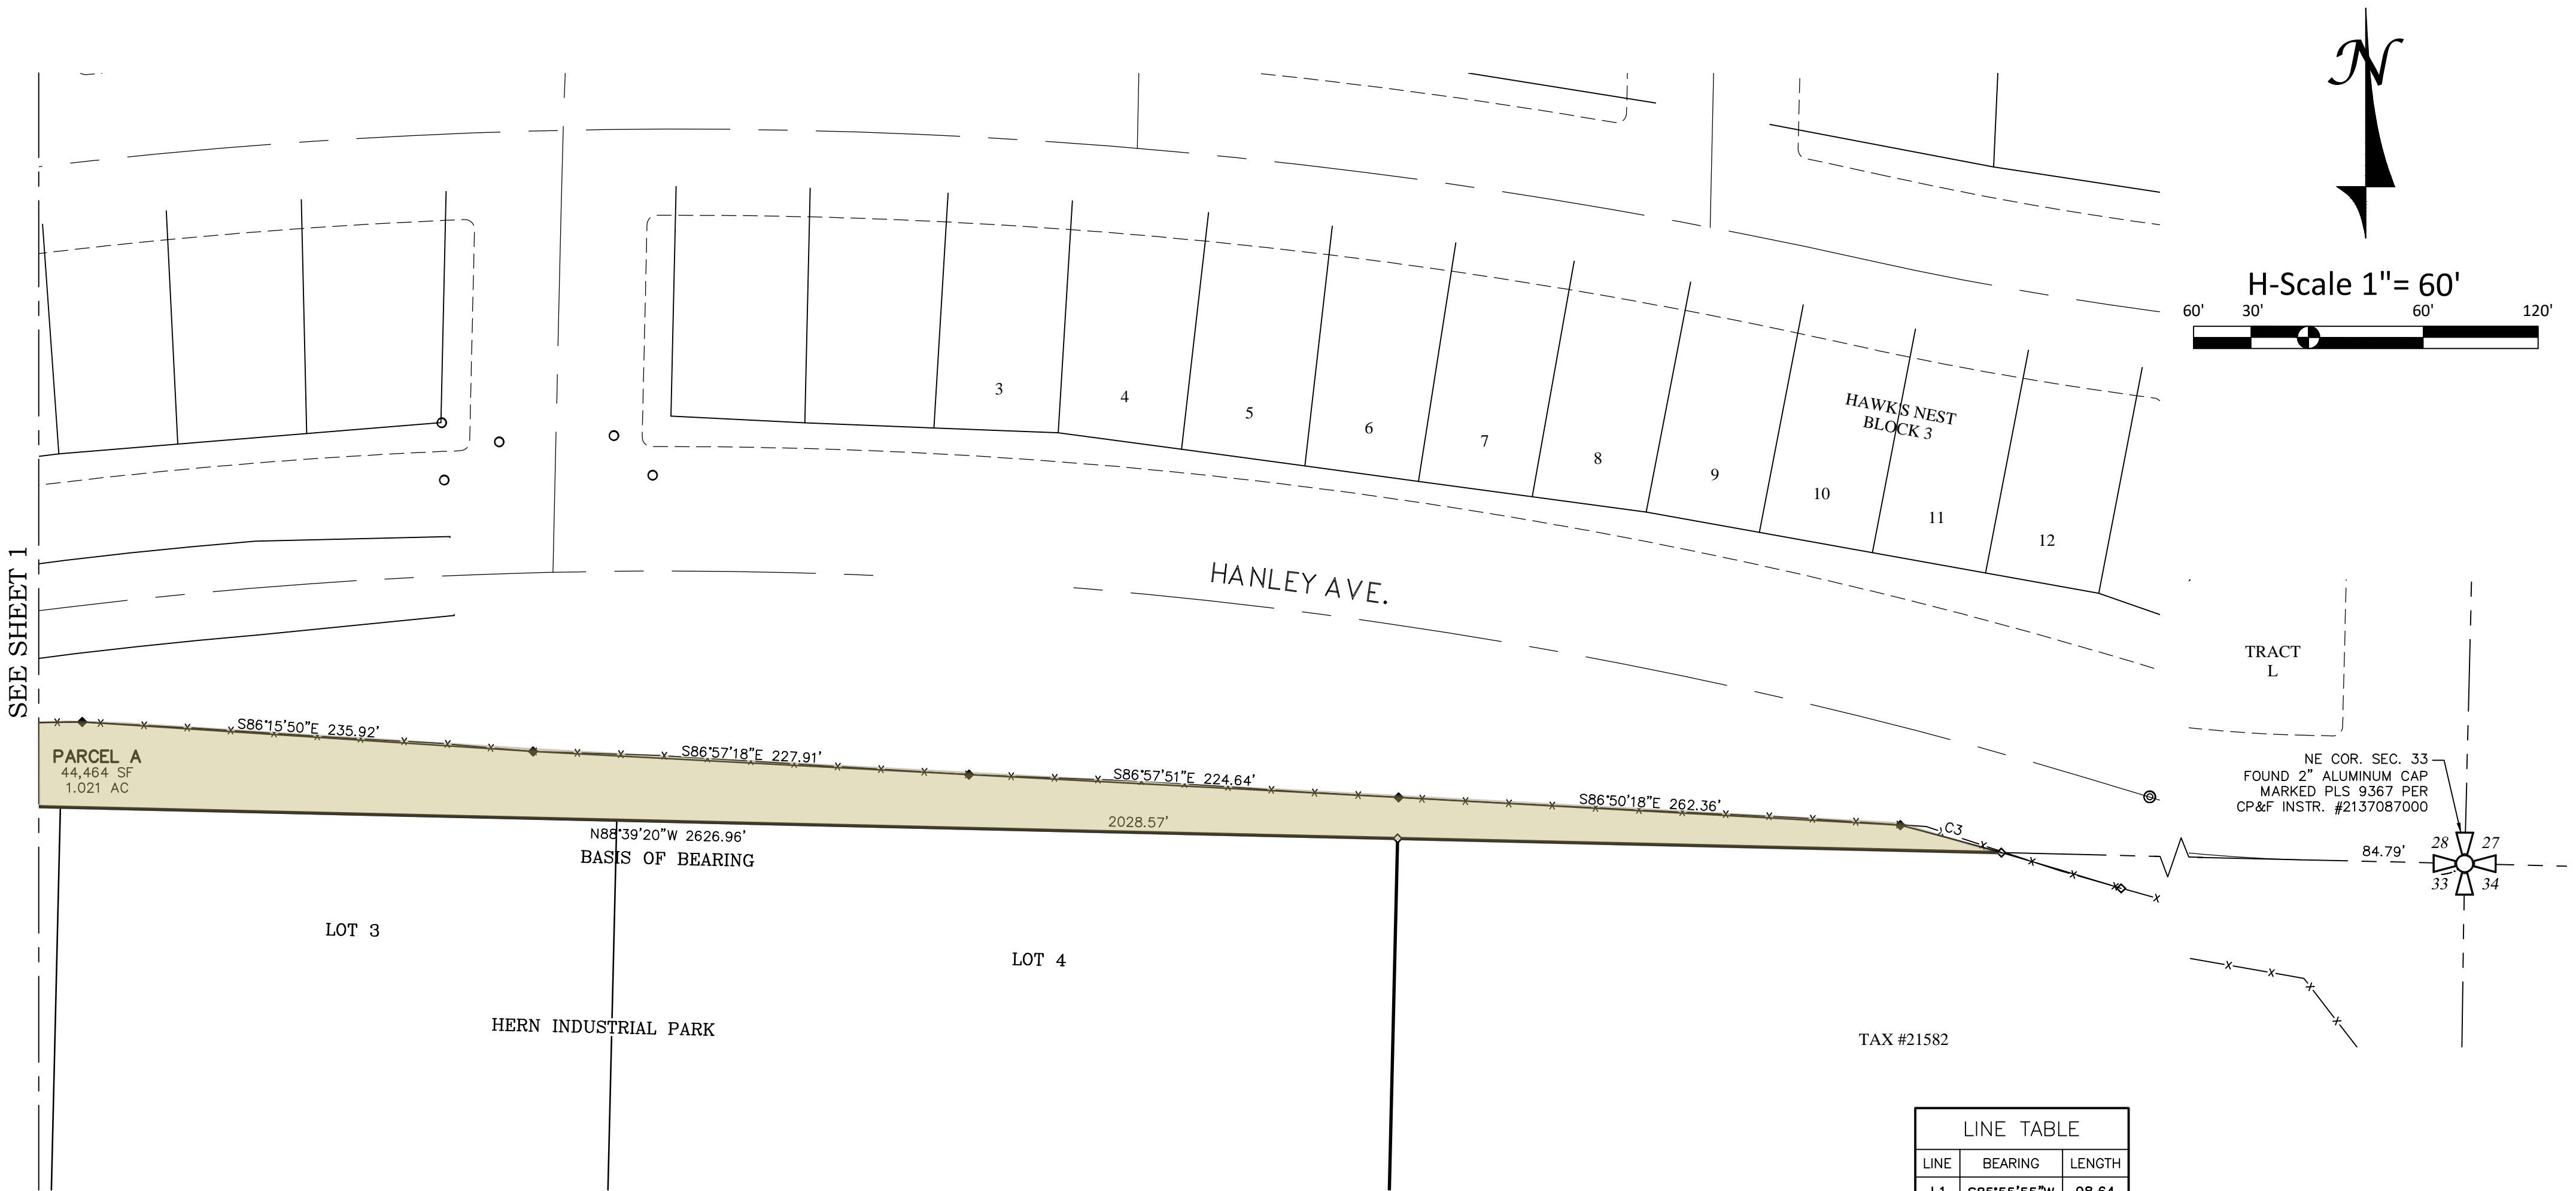 N
H-Scale 1"= 60'
60' 30' 60' 120'
3
4
5
6
7
8
9
10
11
12
HAWK'S NEST
BLOCK 3
HANLEY AVE.
SEE SHEET 1
TRACT
L
S86°15'50"E 235.92'
S86°57'18"E 227.91'
S86°57'51"E 224.64'
S86°50'18"E 262.36'
C3
PARCEL A
44,464 SF
1.021 AC
N88°39'20"W 2626.96'
BASIS OF BEARING
2028.57'
NE COR. SEC. 33
FOUND 2" ALUMINUM CAP
MARKED PLS 9367 PER
CP&F INSTR. #2137087000
84.79'
28 27
33 34
LOT 3
LOT 4
HERN INDUSTRIAL PARK
TAX #21582
LINE TABLE
LINE BEARING LENGTH